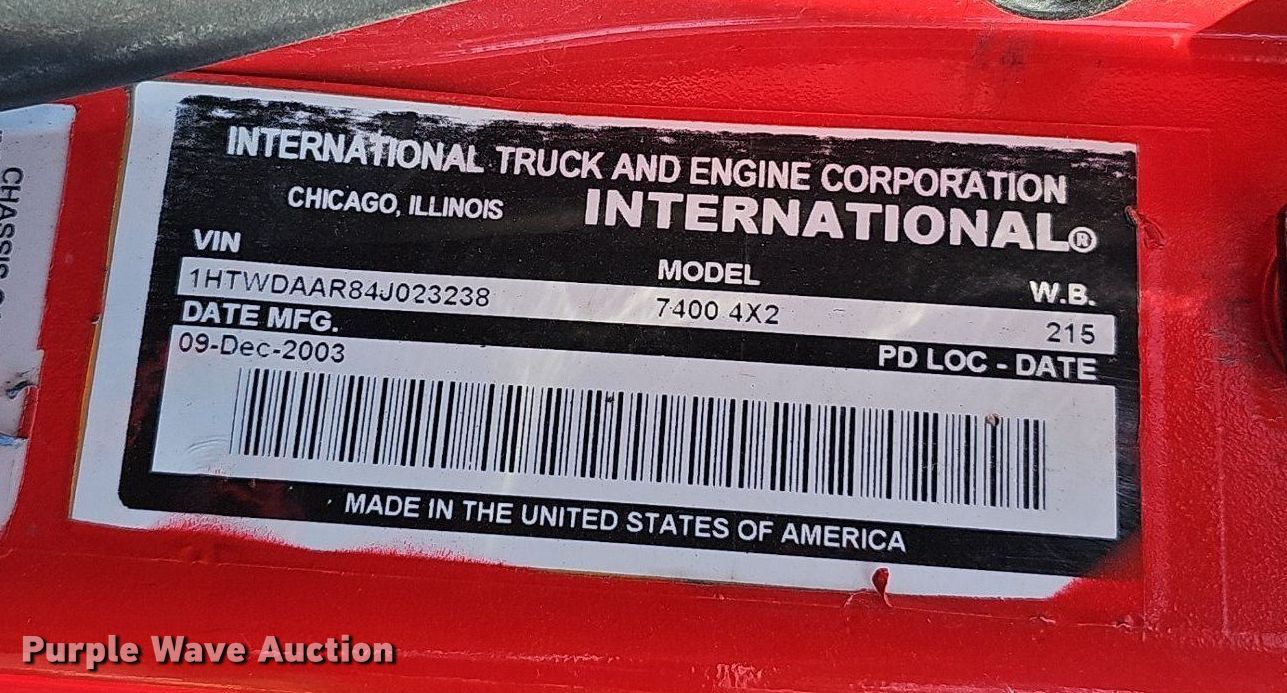 INTERNATIONAL TRUCK AND ENGINE CORPORATION
CHICAGO, ILLINOIS INTERNATIONAL®
VIN MODEL W.B.
1HTWDAAR84J023238 7400 4X2 215
DATE MFG. PD LOC - DATE
09-Dec-2003
MADE IN THE UNITED STATES OF AMERICA
CHASSIS
Purple Wave Auction